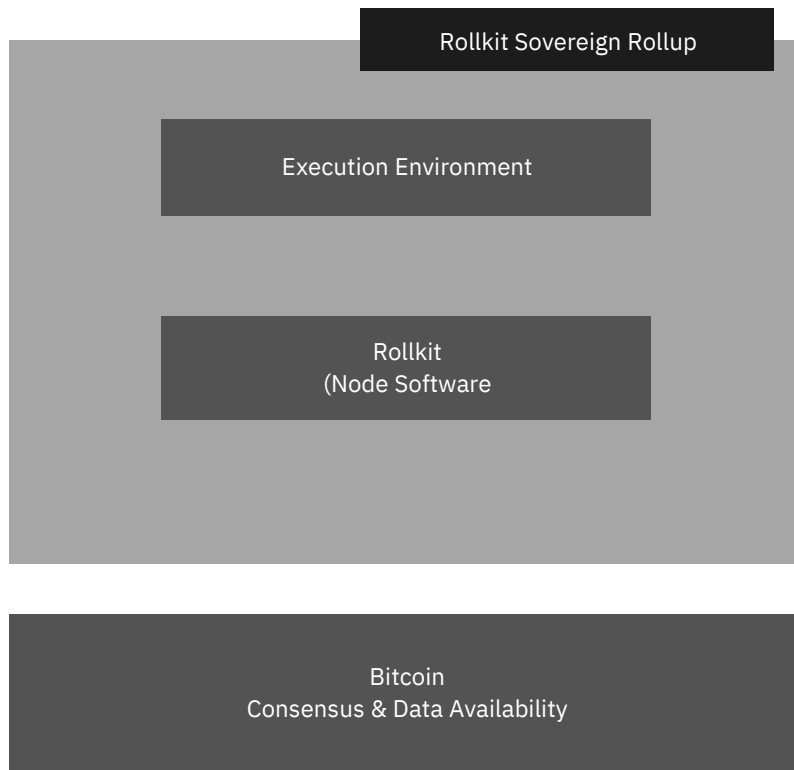 Rollkit Sovereign Rollup
Execution Environment
Rollkit
(Node Software
Bitcoin
Consensus & Data Availability